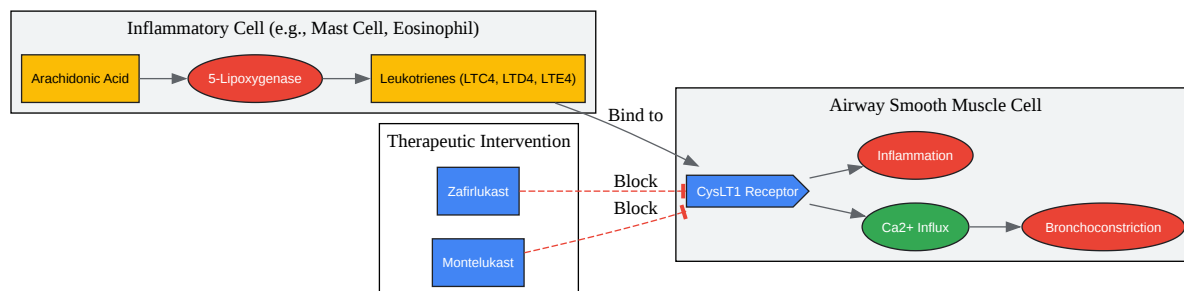 Inflammatory Cell (e.g., Mast Cell, Eosinophil)
Arachidonic Acid
5-Lipoxygenase
Leukotrienes (LTC4, LTD4, LTE4)
Bind to
Airway Smooth Muscle Cell
Therapeutic Intervention
Zafirlukast
Block
Montelukast
Block
CysLT1 Receptor
Inflammation
Ca2+ Influx
Bronchoconstriction